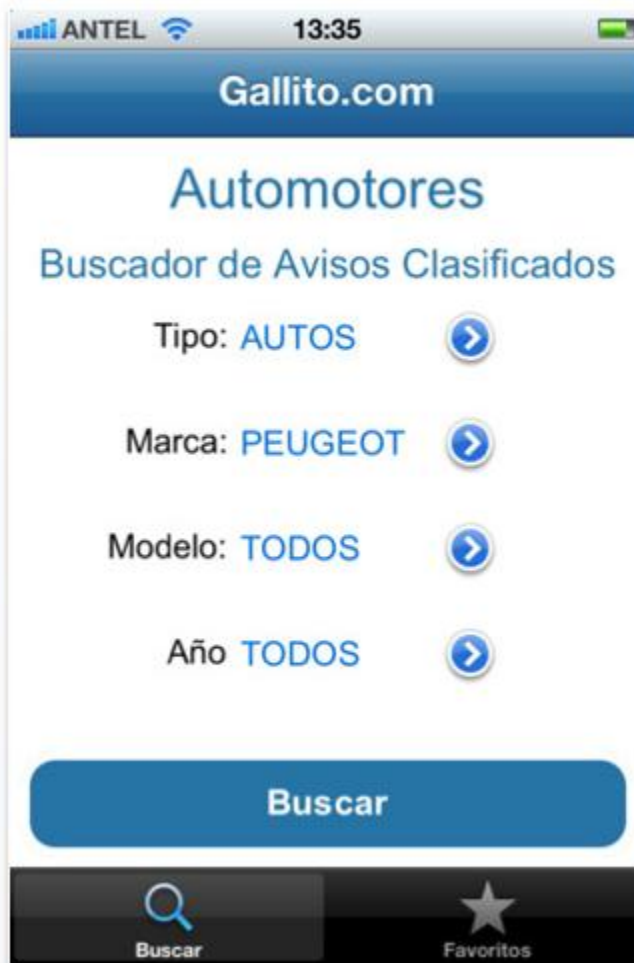 ANTEL 13:35
Gallito.com
Automotores
Buscador de Avisos Clasificados
Tipo: AUTOS
Marca: PEUGEOT
Modelo: TODOS
Año TODOS
Buscar
Buscar Favoritos